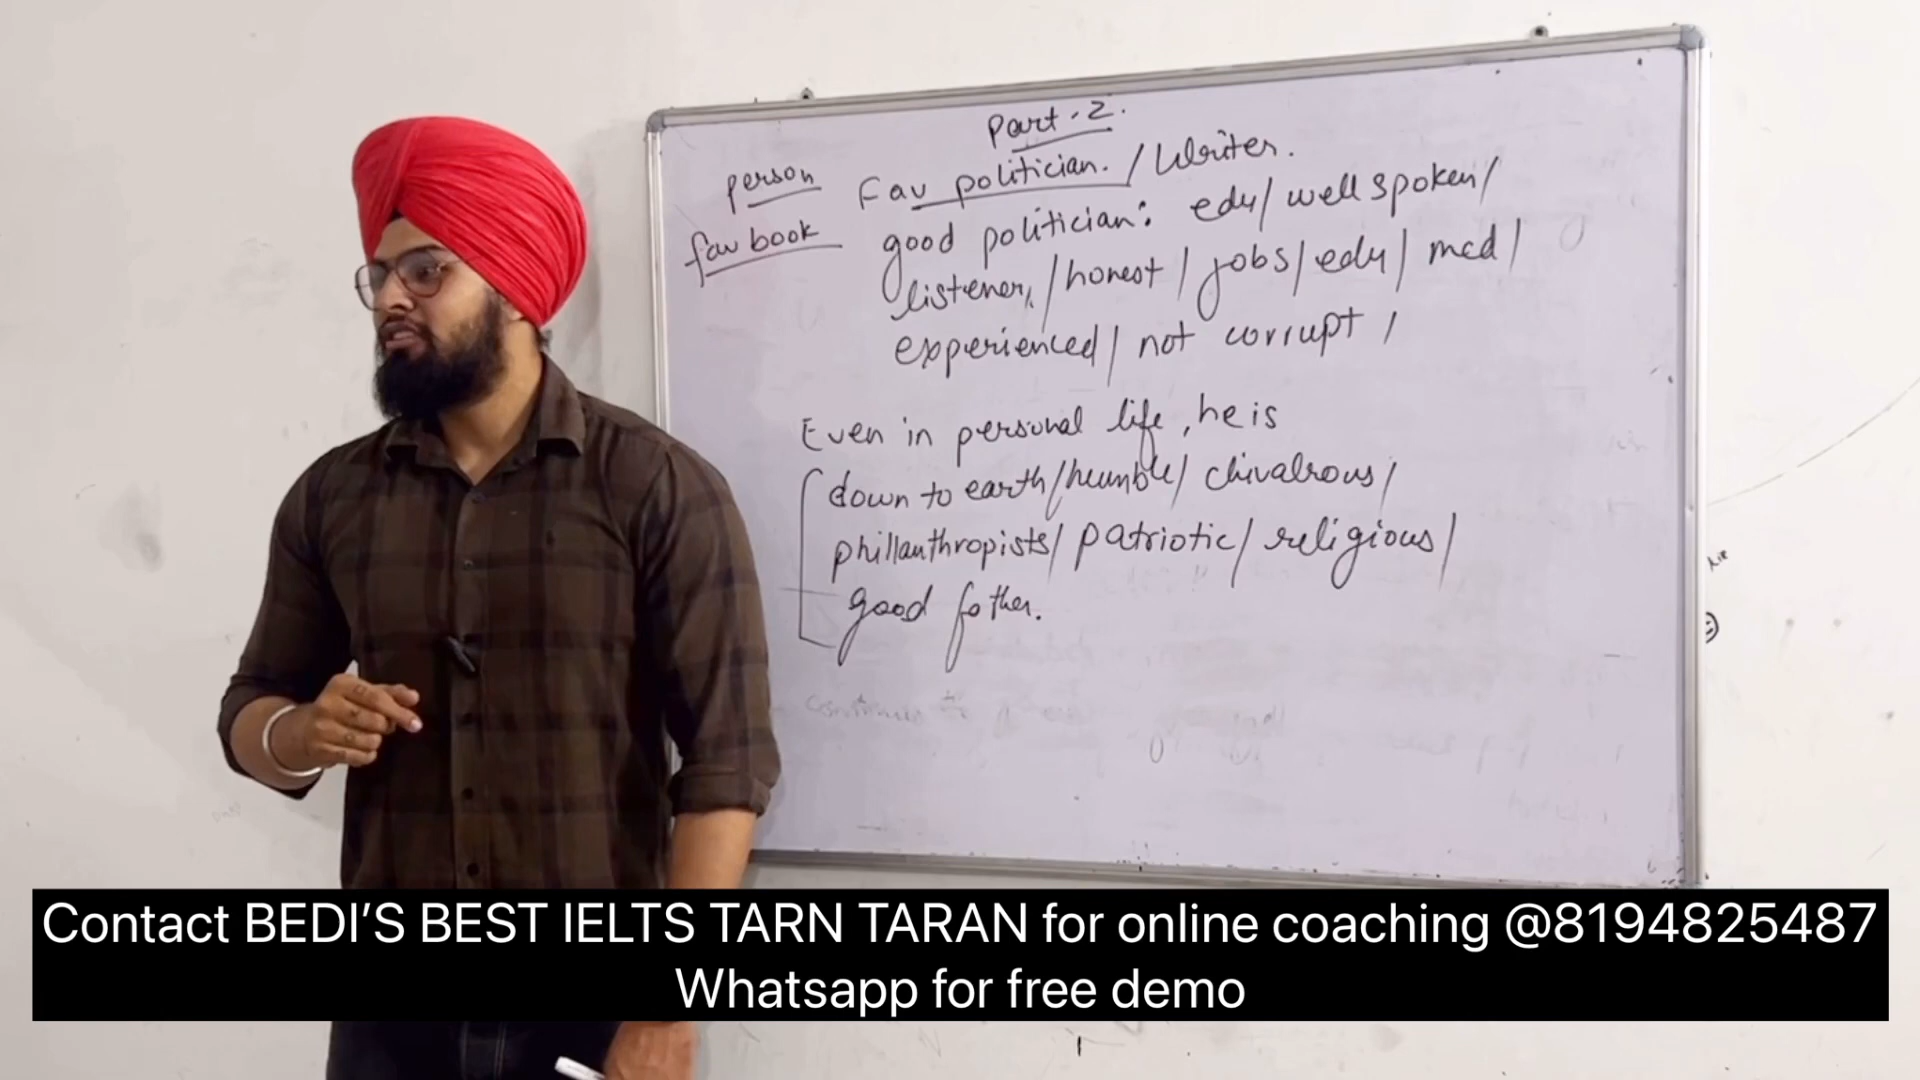 Part. 2.
person
Fav politician. / Writer.
fav book
good politician: edu/ well spoken/
listener, /honest / jobs/ edu/ med/
experienced/ not corrupt /
Even in personal life, he is
down to earth/humble/ chivalrous/
phillanthropists/ patriotic/ religious/
good father.
Contact BEDI’S BEST IELTS TARN TARAN for online coaching @8194825487
Whatsapp for free demo